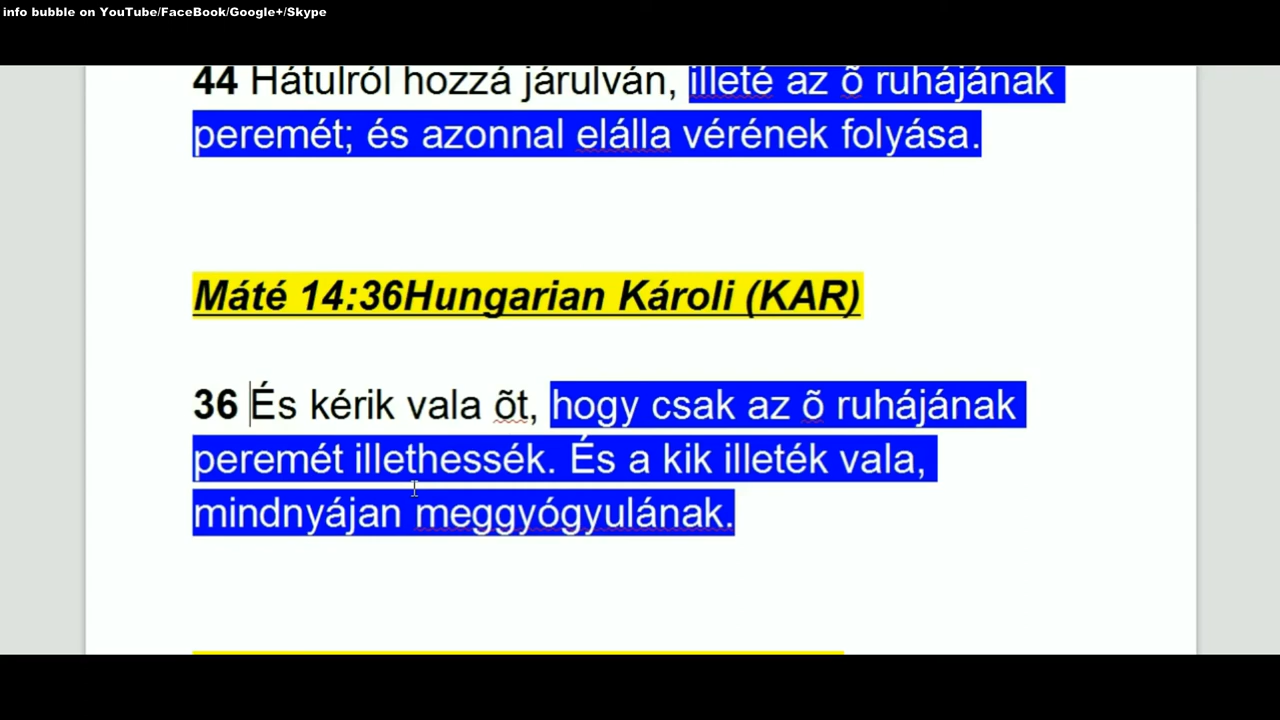 info bubble on YouTube/FaceBook/Google+/Skype
44 Hátulról hozzá járulván, illeté az õ ruhájának
peremét; és azonnal elálla vérének folyása.
Máté 14:36Hungarian Károli (KAR)
36 És kérik vala õt, hogy csak az õ ruhájának
peremét illethessék. És a kik illeték vala,
mindnyájan meggyógyulának.